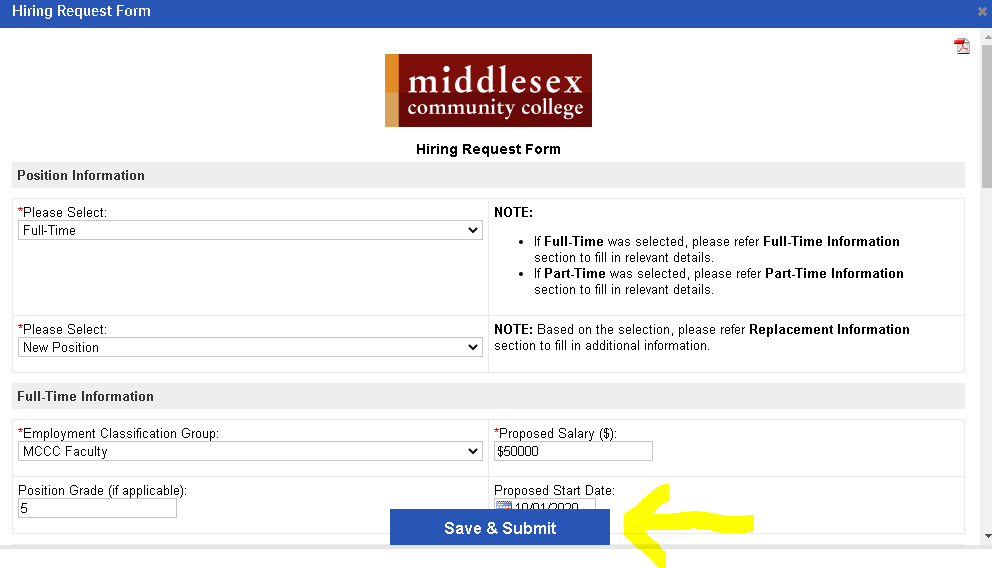 Hiring Request Form
middlesex
community college
Hiring Request Form
Position Information
*Please Select:
Full-Time
NOTE:
• If Full-Time was selected, please refer Full-Time Information
section to fill in relevant details.
• If Part-Time was selected, please refer Part-Time Information
section to fill in relevant details.
*Please Select:
New Position
NOTE: Based on the selection, please refer Replacement Information
section to fill in additional information.
Full-Time Information
*Employment Classification Group:
MCCC Faculty
*Proposed Salary ($):
$50000
Position Grade (if applicable):
5
Proposed Start Date:
10/01/2020
Save & Submit